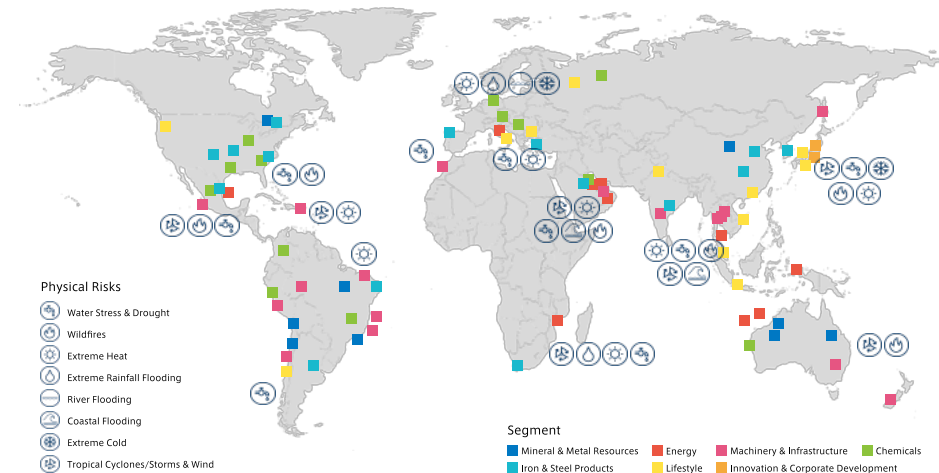 Physical Risks
Water Stress & Drought
Wildfires
Extreme Heat
Extreme Rainfall Flooding
River Flooding
Coastal Flooding
Extreme Cold
Tropical Cyclones/Storms & Wind
Segment
Mineral & Metal Resources Energy Machinery & Infrastructure Chemicals
Iron & Steel Products Lifestyle Innovation & Corporate Development